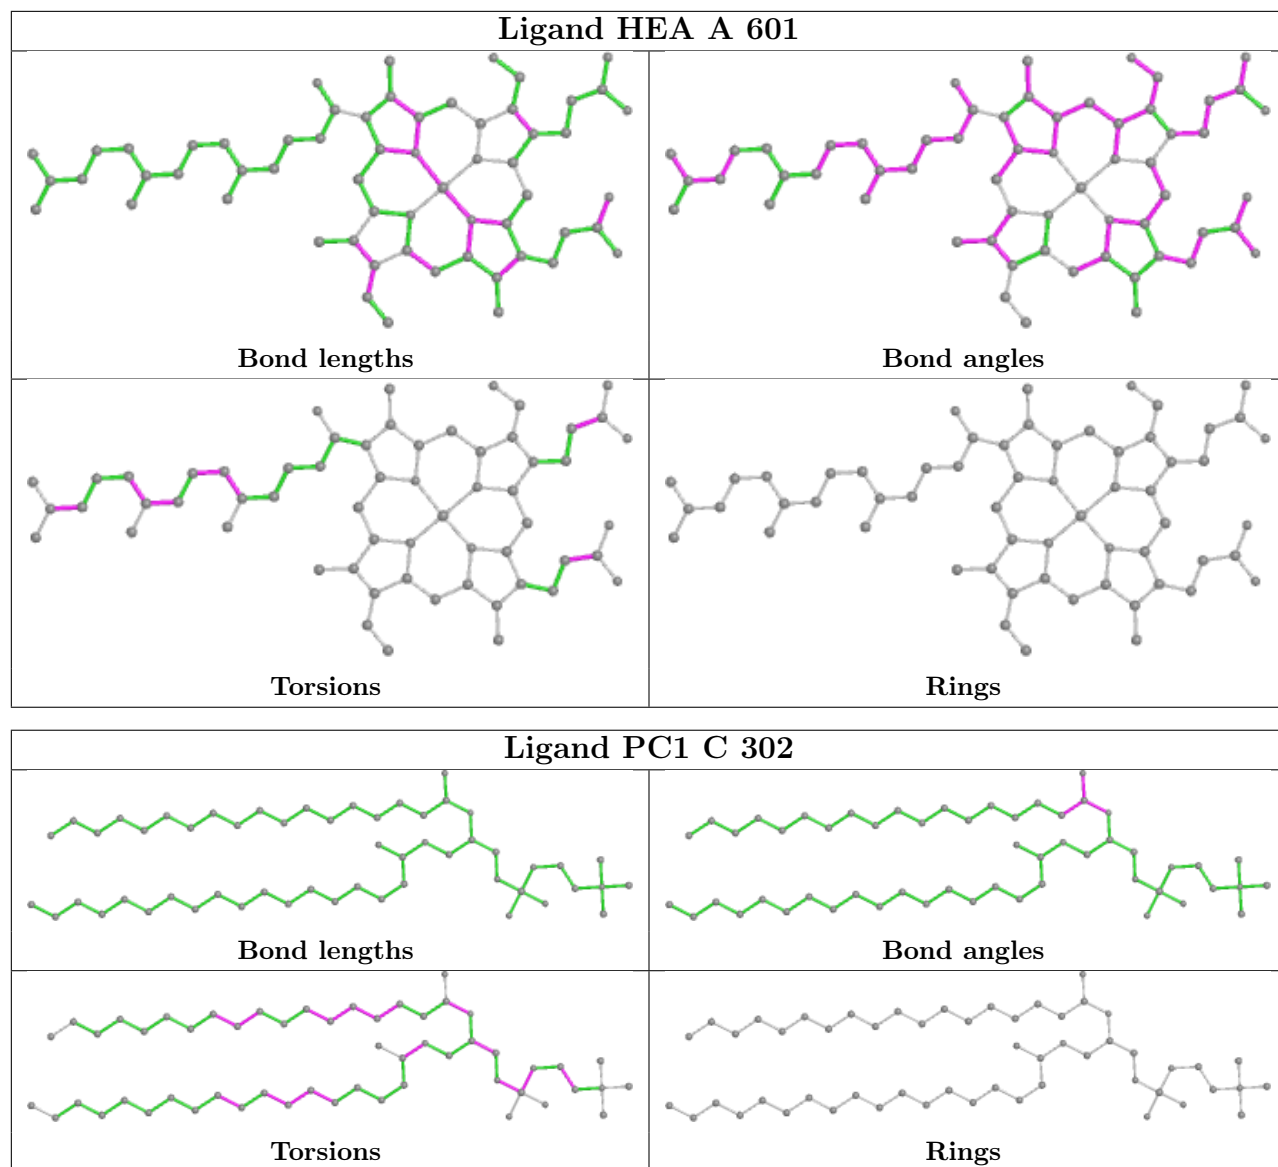 Ligand HEA A 601
Bond lengths
Bond angles
Torsions
Rings
Ligand PC1 C 302
Bond lengths
Bond angles
Torsions
Rings